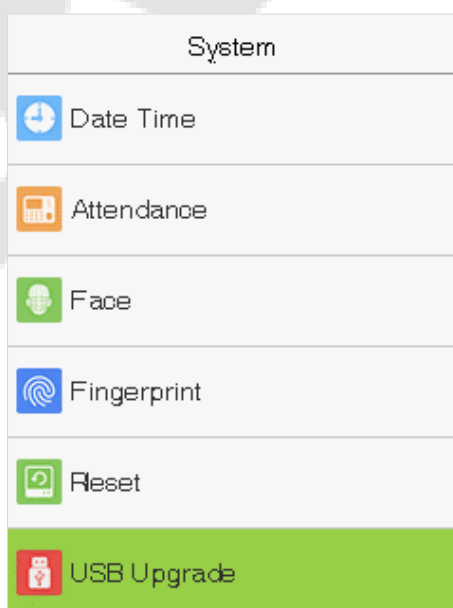 System
Date Time
Attendance
Face
Fingerprint
Reset
USB Upgrade